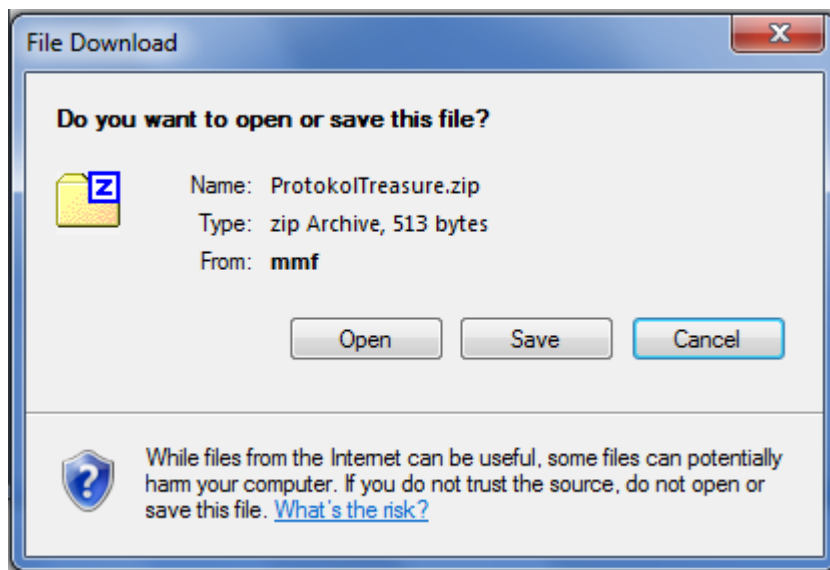 File Download
X
Do you want to open or save this file?
Z
Name: ProtokolTreasure.zip
Type: zip Archive, 513 bytes
From: mmf
Open Save Cancel
?
While files from the Internet can be useful, some files can potentially
harm your computer. If you do not trust the source, do not open or
save this file. What's the risk?